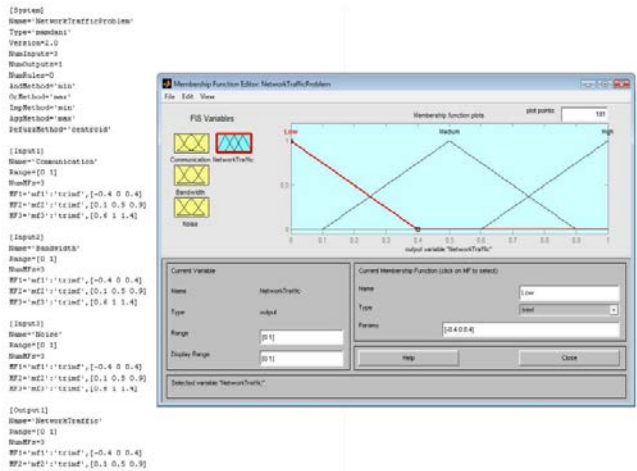 [System]
Name='NetworkTrafficProblem'
Type='mamdani'
Version=2.0
NumInputs=3
NumOutputs=1
NumRules=0
AndMethod='min'
OrMethod='max'
ImpMethod='min'
AggMethod='max'
DefuzzMethod='centroid'
[Input1]
Name='Communication'
Range=[0 1]
NumMFs=3
MF1='mf1':'trimf',[-0.4 0 0.4]
MF2='mf2':'trimf',[0.1 0.5 0.9]
MF3='mf3':'trimf',[0.6 1 1.4]
[Input2]
Name='Bandwidth'
Range=[0 1]
NumMFs=3
MF1='mf1':'trimf',[-0.4 0 0.4]
MF2='mf2':'trimf',[0.1 0.5 0.9]
MF3='mf3':'trimf',[0.6 1 1.4]
[Input3]
Name='Noise'
Range=[0 1]
NumMFs=3
MF1='mf1':'trimf',[-0.4 0 0.4]
MF2='mf2':'trimf',[0.1 0.5 0.9]
MF3='mf3':'trimf',[0.6 1 1.4]
[Output1]
Name='NetworkTraffic'
Range=[0 1]
NumMFs=3
MF1='mf1':'trimf',[-0.4 0 0.4]
MF2='mf2':'trimf',[0.1 0.5 0.9]
Membership Function Editor: NetworkTrafficProblem
File Edit View
FIS Variables
Membership function plots
plot points:
181
Communication NetworkTraffic
Bandwidth
Noise
Low
Medium
High
1
0.5
0
0 0.1 0.2 0.3 0.4 0.5 0.6 0.7 0.8 0.9 1
output variable "NetworkTraffic"
Current Variable
Name NetworkTraffic
Type output
Range [0 1]
Display Range [0 1]
Current Membership Function (click on MF to select)
Name Low
Type trimf
Params [-0.4 0 0.4]
Help Close
Selected variable "NetworkTraffic"